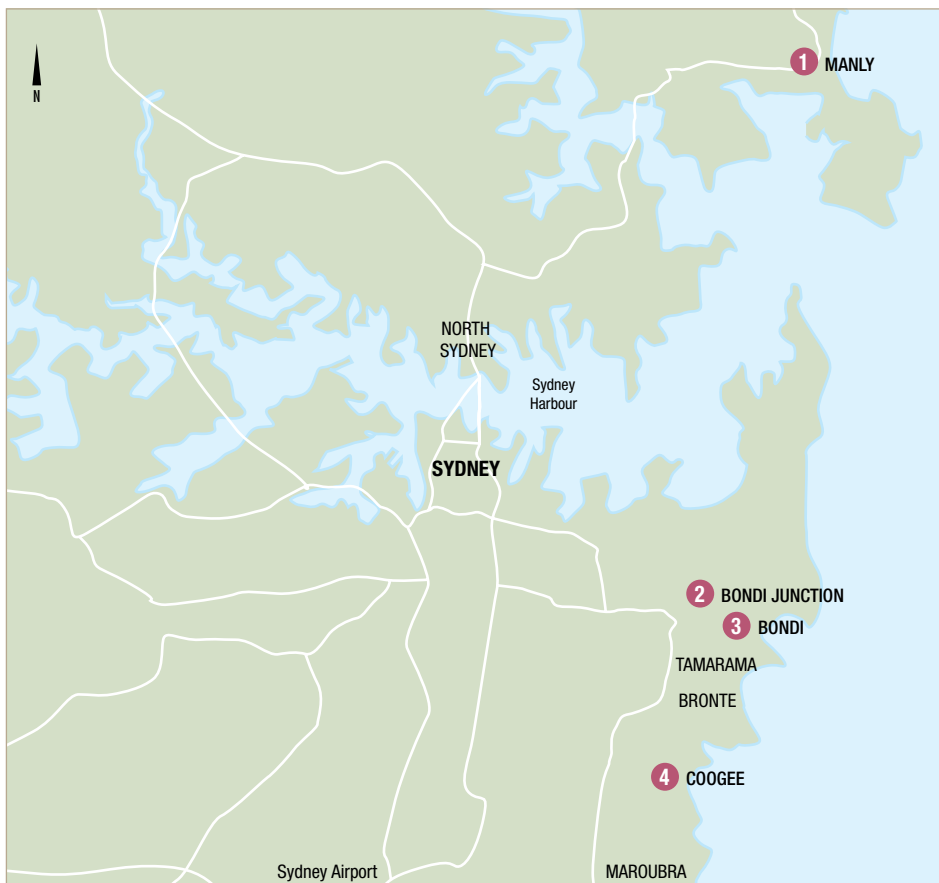 1 MANLY
N
NORTH
SYDNEY
Sydney
Harbour
SYDNEY
2 BONDI JUNCTION
3 BONDI
TAMARAMA
BRONTE
4 COOGEE
Sydney Airport
MAROUBRA